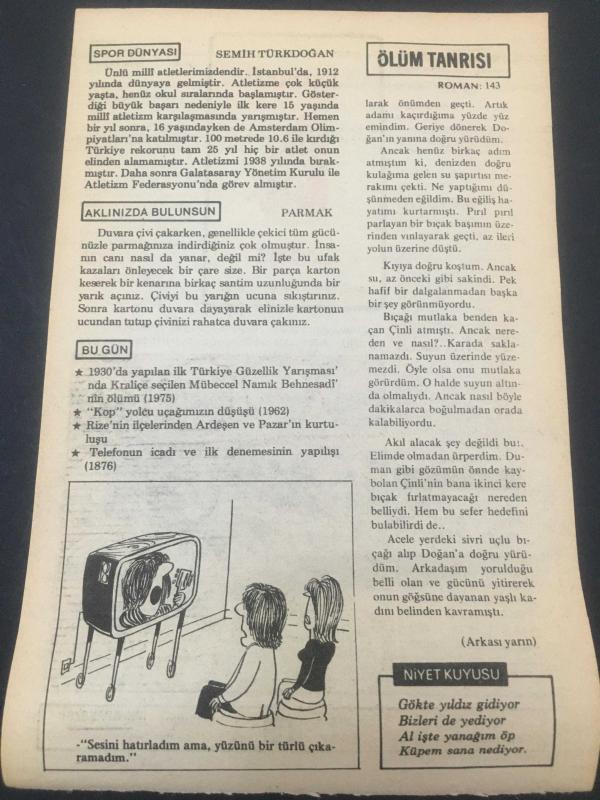 SPOR DÜNYASI
SEMİH TÜRKDOĞAN
Ünlü millî atletlerimizdendir. İstanbul'da, 1912
yılında dünyaya gelmiştir. Atletizme çok küçük
yaşta, henüz okul sıralarında başlamıştır. Göster-
diği büyük başarı nedeniyle ilk kere 15 yaşında
millî atletizm karşılaşmasında yarışmıştır. Hemen
bir yıl sonra, 16 yaşındayken de Amsterdam Olim-
piyatları'na katılmıştır. 100 metrede 10.6 ile kırdığı
Türkiye rekorunu tam 25 yıl hiç bir atlet onun
elinden alamamıştır. Atletizmi 1938 yılında bırak-
mıştır. Daha sonra Galatasaray Yönetim Kurulu ile
Atletizm Federasyonu'nda görev almıştır.
AKLINIZDA BULUNSUN
PARMAK
Duvara çivi çakarken, genellikle çekici tüm gücü-
nüzle parmağınıza indirdiğiniz çok olmuştur. İnsa-
nın canı nasıl da yanar, değil mi? İşte bu ufak
kazaları önleyecek bir çare size. Bir parça karton
keserek bir kenarına birkaç santim uzunluğunda bir
yarık açınız. Çiviyi bu yarığın ucuna sıkıştırınız.
Sonra kartonu duvara dayayarak elinizle kartonun
ucundan tutup çivinizi rahatca duvara çakınız.
BU GÜN
★ 1930'da yapılan ilk Türkiye Güzellik Yarışması'
nda Kraliçe seçilen Mübeccel Namık Behnesadî'
nin ölümü (1975)
★ "Kop" yolcu uçağımızın düşüşü (1962)
★ Rize'nin ilçelerinden Ardeşen ve Pazar'ın kurtu-
luşu
★ Telefonun icadı ve ilk denemesinin yapılışı
(1876)
-"Sesini hatırladım ama, yüzünü bir türlü çıka-
ramadım."
ÖLÜM TANRISI
ROMAN: 143
larak önümden geçti. Artık
adamı kaçırdığıma yüzde yüz
emindim. Geriye dönerek Do-
ğan'ın yanına doğru yürüdüm.
Ancak henüz birkaç adım
atmıştım ki, denizden doğru
kulağıma gelen su şapırtısı me-
rakımı çekti. Ne yaptığımı dü-
şünmeden eğildim. Bu eğiliş ha-
yatımı kurtarmıştı. Pırıl pırıl
parlayan bir bıçak başımın üze-
rinden vınlayarak geçti, az ileri
yolun üzerine düştü.
Kıyıya doğru koştum. Ancak
su, az önceki gibi sakindi. Pek
hafif bir dalgalanmadan başka
bir şey görünmüyordu.
Bıçağı mutlaka benden ka-
çan Çinli atmıştı. Ancak nere-
den ve nasıl?..Karada sakla-
namazdı. Suyun üzerinde yüze-
mezdi. Öyle olsa onu mutlaka
görürdüm. O halde suyun altın-
da olmalıydı. Ancak nasıl böyle
dakikalarca boğulmadan orada
kalabiliyordu.
Akıl alacak şey değildi bu!.
Elimde olmadan ürperdim. Du-
man gibi gözümün önnde kay-
bolan Çinli'nin bana ikinci kere
bıçak fırlatmayacağı nereden
belliydi. Hem bu sefer hedefini
bulabilirdi de..
Acele yerdeki sivri uçlu bı-
çağı alıp Doğan'a doğru yürü-
düm. Arkadaşım yorulduğu
belli olan ve gücünü yitirerek
onun göğsüne dayanan yaşlı ka-
dını belinden kavramıştı.
(Arkası yarın)
NİYET KUYUSU
Gökte yıldız gidiyor
Bizleri de yediyor
Al işte yanağım öp
Küpem sana nediyor.